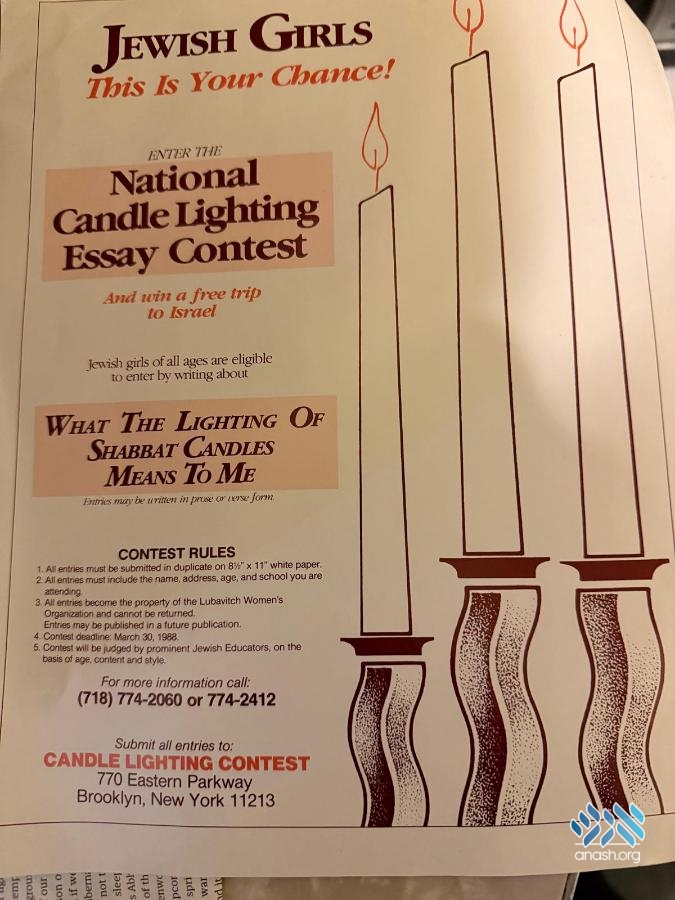 JEWISH GIRLS
This Is Your Chance!
ENTER THE
National
Candle Lighting
Essay Contest
And win a free trip
to Israel
Jewish girls of all ages are eligible
to enter by writing about
WHAT THE LIGHTING OF
SHABBAT CANDLES
MEANS TO ME
Entries may be written in prose or verse form.
CONTEST RULES
1. All entries must be submitted in duplicate on 8½" x 11" white paper.
2. All entries must include the name, address, age, and school you are
attending.
3. All entries become the property of the Lubavitch Women's
Organization and cannot be returned.
Entries may be published in a future publication.
4. Contest deadline: March 30, 1988.
5. Contest will be judged by prominent Jewish Educators, on the
basis of age, content and style.
For more information call:
(718) 774-2060 or 774-2412
Submit all entries to:
CANDLE LIGHTING CONTEST
770 Eastern Parkway
Brooklyn, New York 11213
anash.org